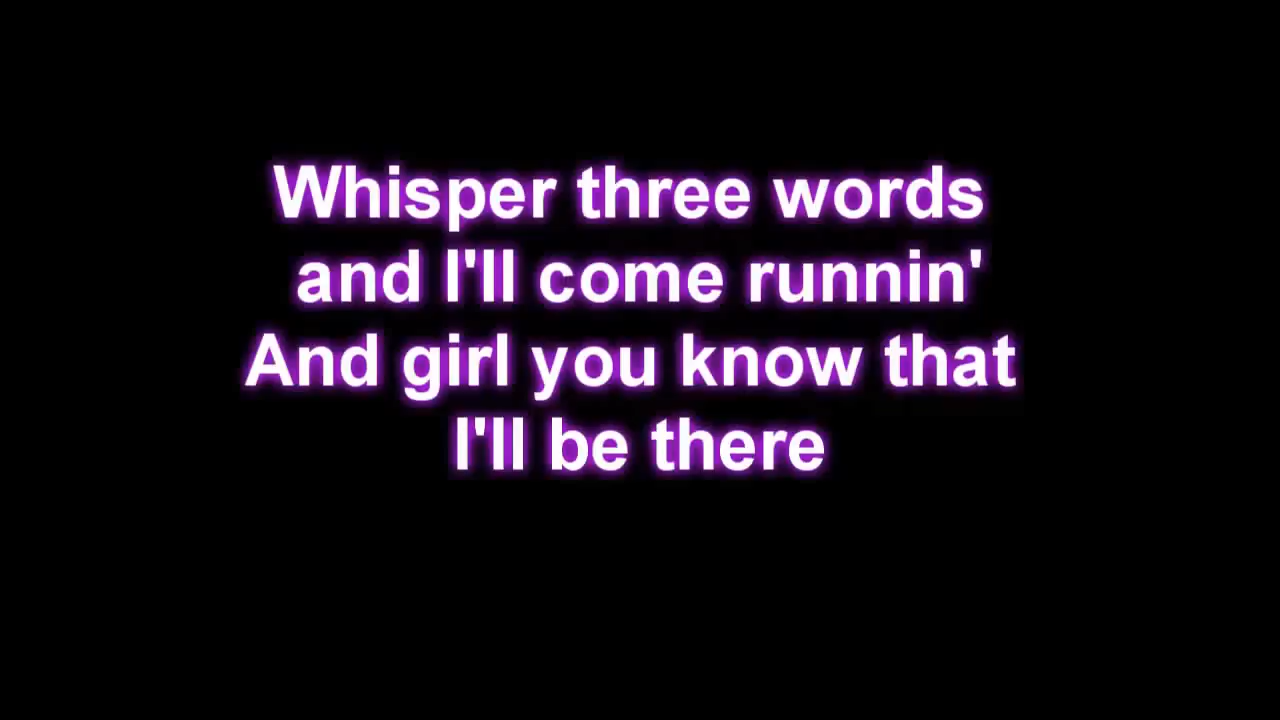 Whisper three words
and I'll come runnin'
And girl you know that
I'll be there